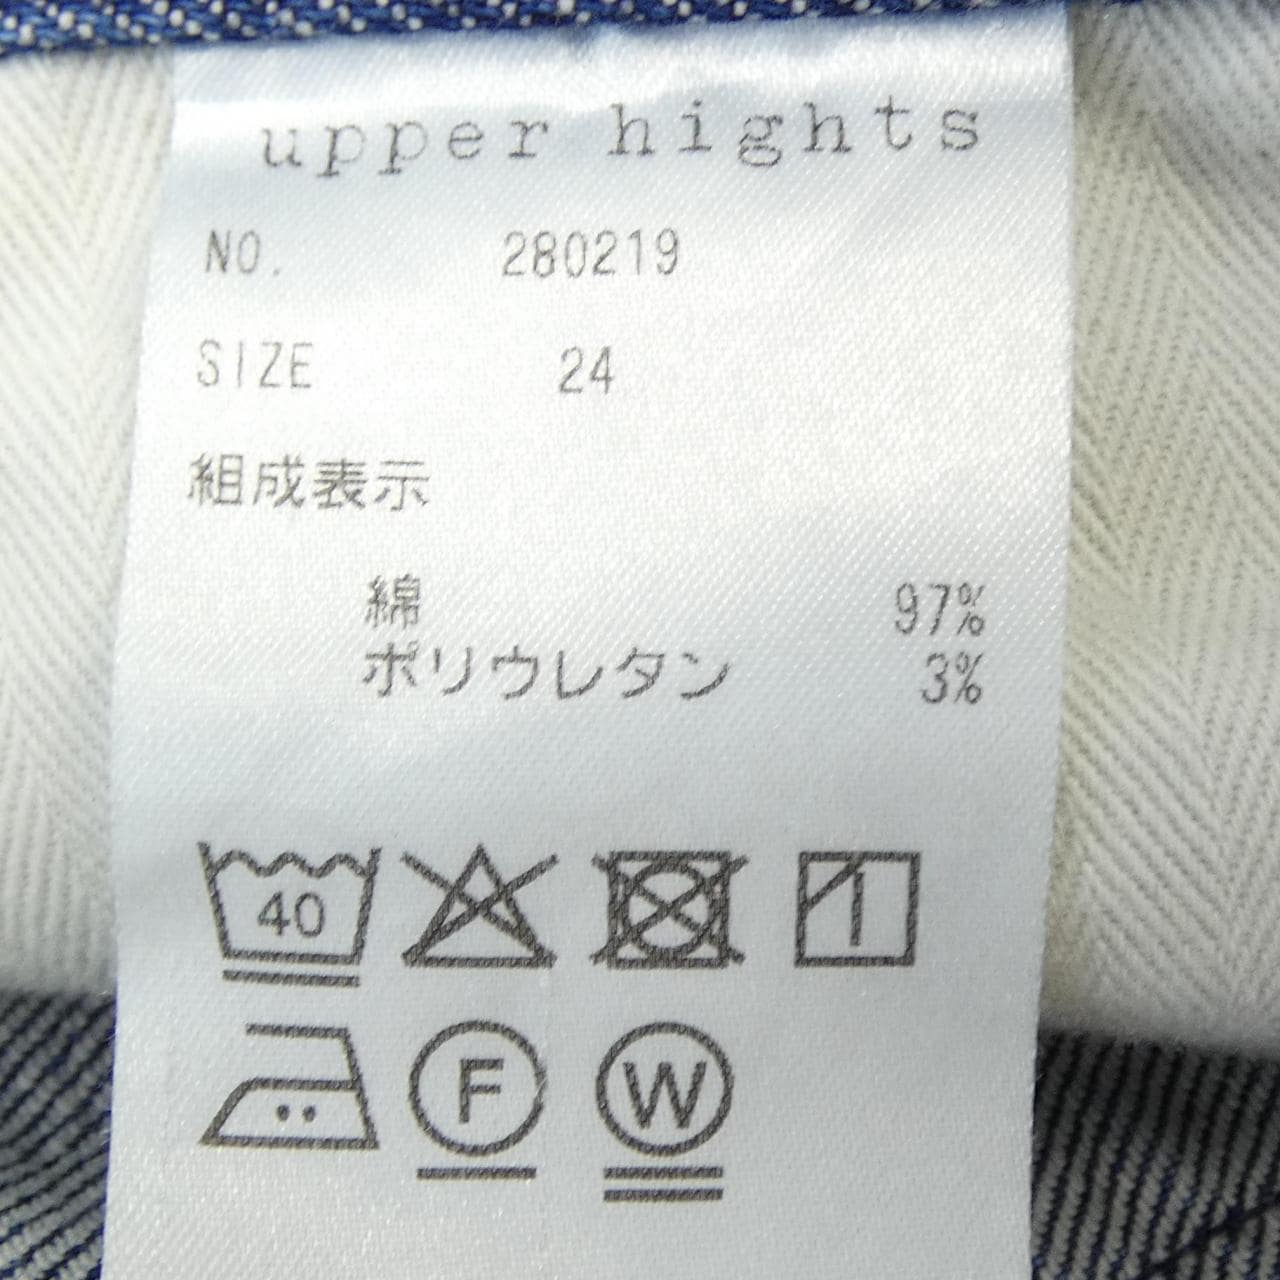 upper hights
NO. 280219
SIZE 24
組成表示
綿 97%
ポリウレタン 3%
40
F
W